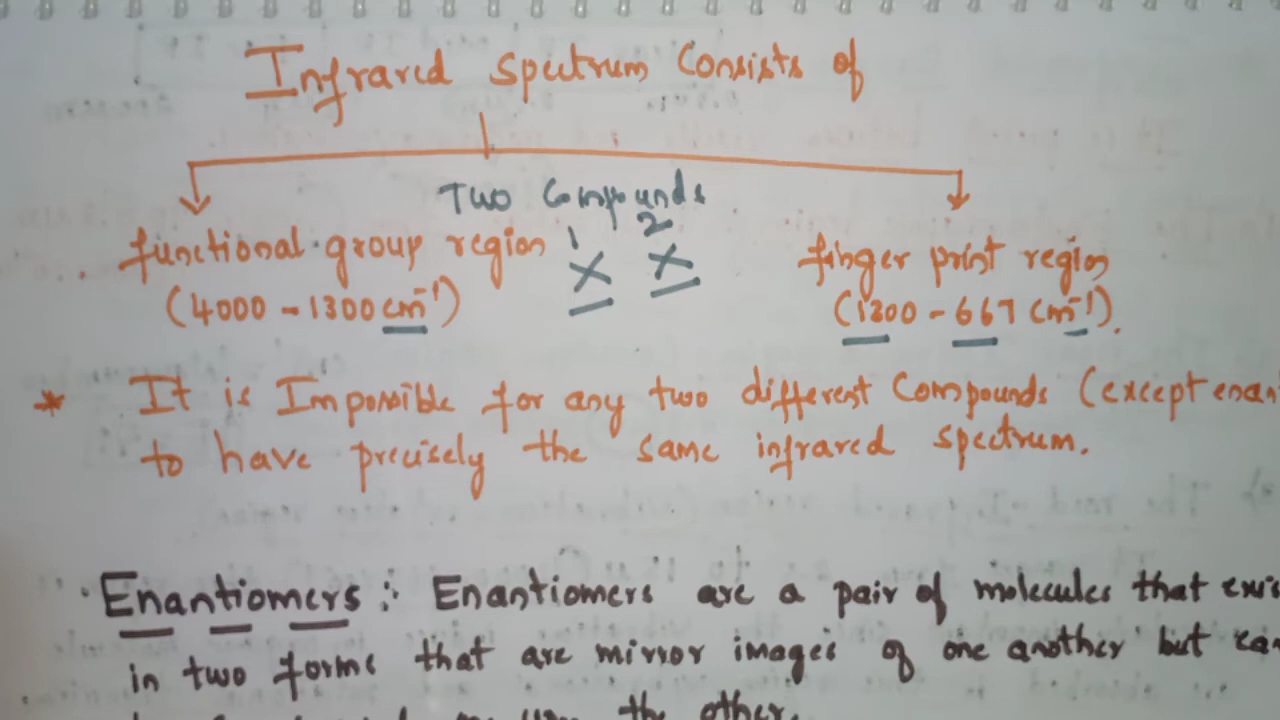 Infrared spectrum Consists of
Two Compounds
1 2
functional group region X X finger print region
(4000 - 1300 cm⁻¹) (1300 - 667 cm⁻¹).
* It is Impossible for any two different Compounds (except enan
to have precisely the same infrared spectrum.
Enantiomers : Enantiomers are a pair of molecules that exis
in two forms that are mirror images of one another but can
the other.